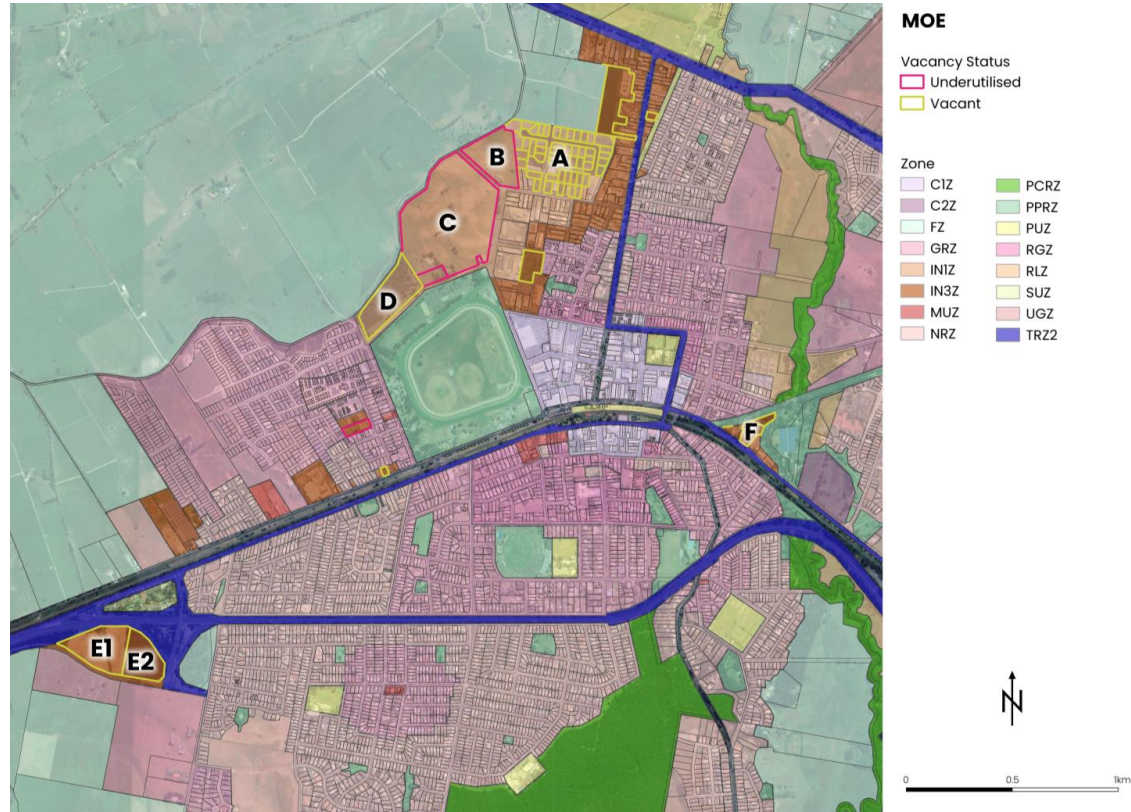 MOE
Vacancy Status
Underutilised
Vacant
Zone
C1Z
C2Z
FZ
GRZ
IN1Z
IN3Z
MUZ
NRZ
PCRZ
PPRZ
PUZ
RGZ
RLZ
SUZ
UGZ
TRZ2
A
B
C
D
F
E1
E2
N
0
0.5
1km